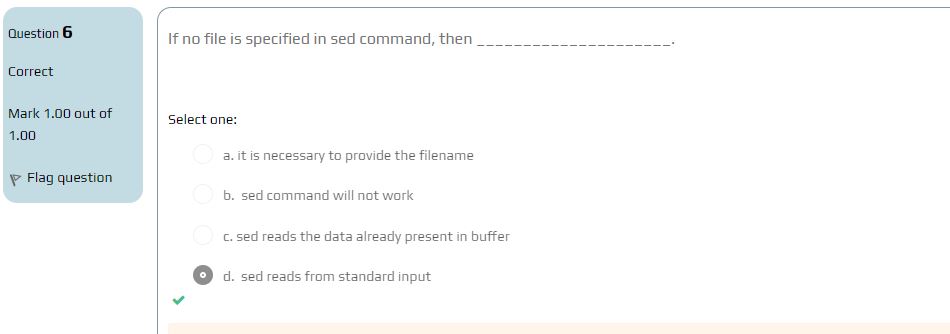 Question 6
Correct
Mark 1.00 out of
1.00
Flag question
If no file is specified in sed command, then _____________________.
Select one:
a. it is necessary to provide the filename
b. sed command will not work
c. sed reads the data already present in buffer
d. sed reads from standard input